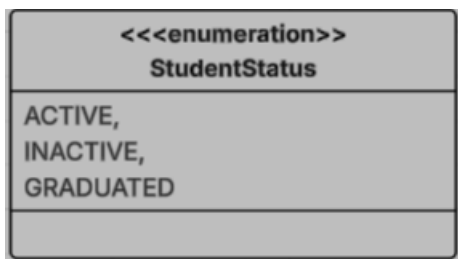 <<<enumeration>>
StudentStatus
ACTIVE,
INACTIVE,
GRADUATED